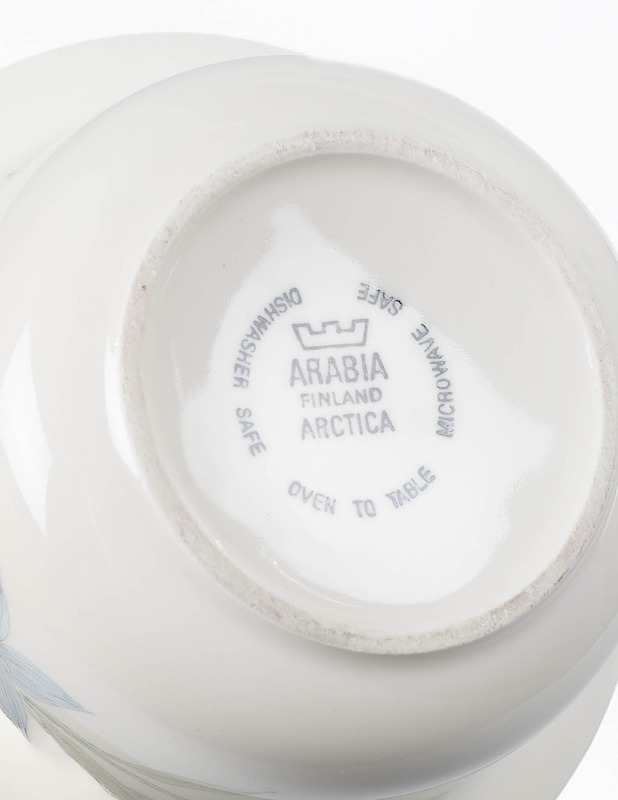 ARABIA
FINLAND
ARCTICA
DISHWASHER SAFE
MICROWAVE SAFE
OVEN TO TABLE